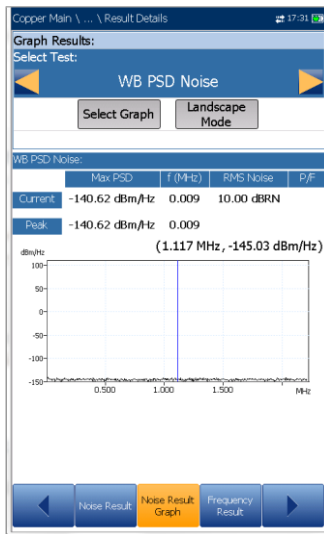 Copper Main \ ... \ Result Details 17:31
Graph Results:
Select Test:
WB PSD Noise
Select Graph
Landscape Mode
WB PSD Noise:
Max PSD f (MHz) RMS Noise P/F
Current -140.62 dBm/Hz 0.009 10.00 dBRN
Peak -140.62 dBm/Hz 0.009
(1.117 MHz, -145.03 dBm/Hz)
dBm/Hz
100-
50-
0-
-50-
-100-
-150-
0.500 1.000 1.500 MHz
Noise Result
Noise Result Graph
Frequency Result